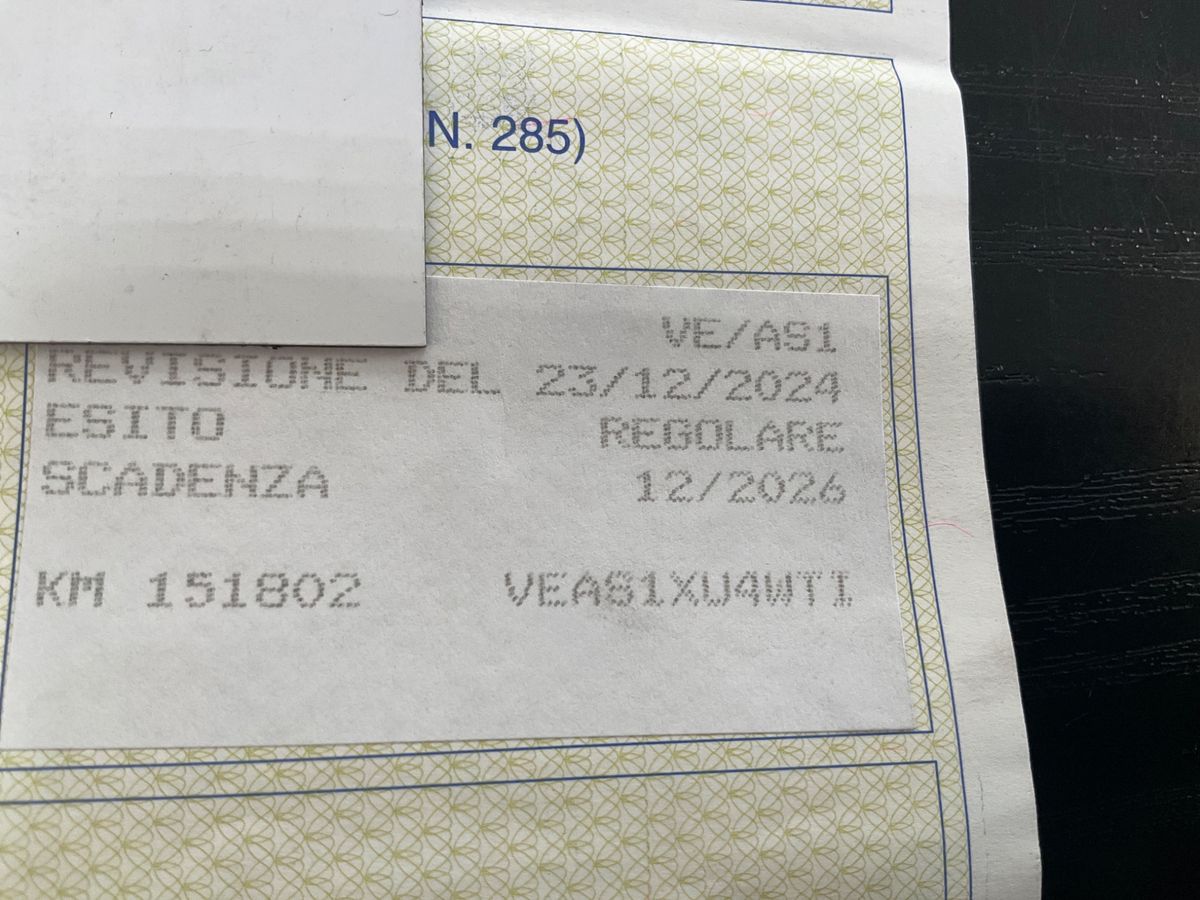 N. 285)
VE/AS1
REVISIONE DEL 23/12/2024
ESITO REGOLARE
SCADENZA 12/2026
KM 151802 VEAS1XU4WTI